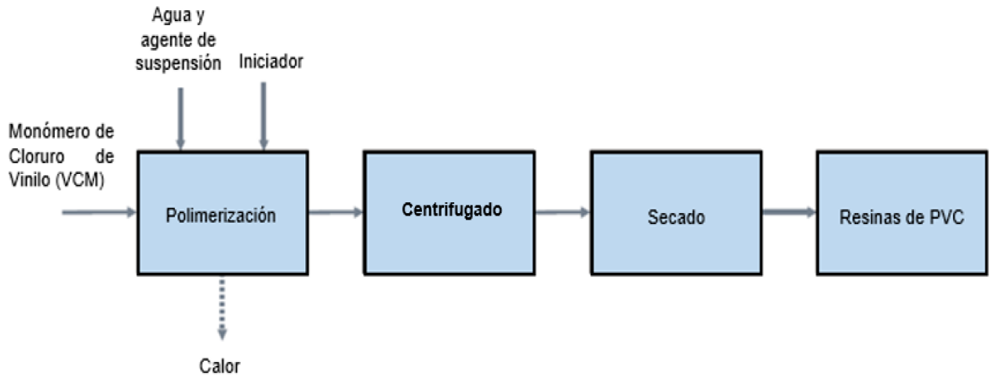 Agua y
agente de
suspensión
Iniciador
Monómero de
Cloruro de
Vinilo (VCM)
Polimerización
Centrifugado
Secado
Resinas de PVC
Calor